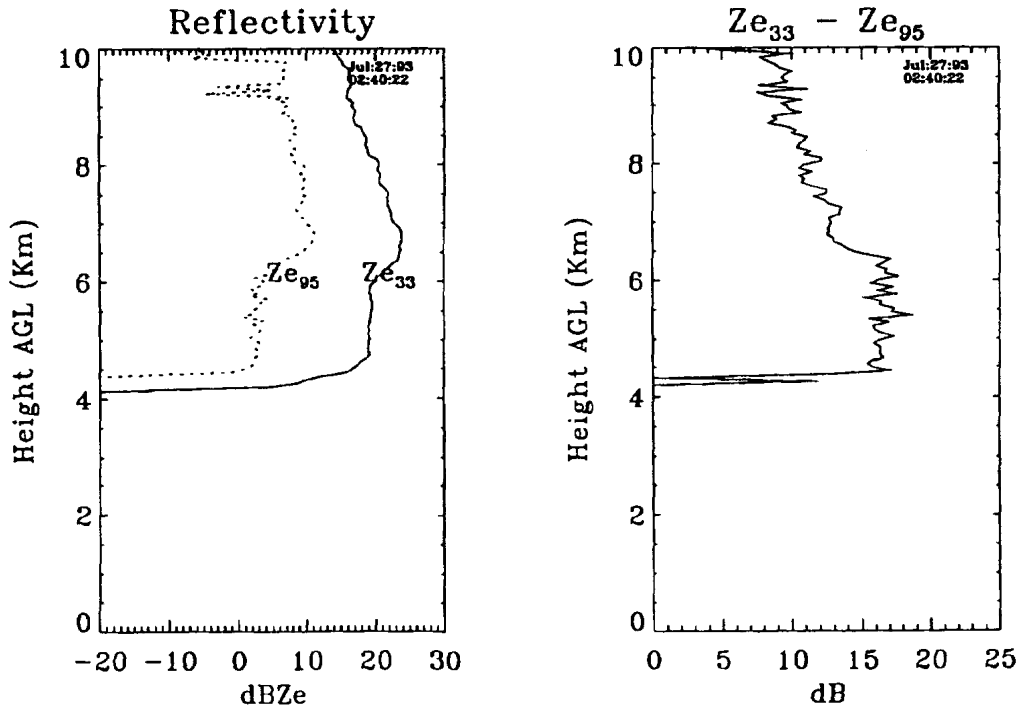 Reflectivity
Jul:27:93
02:40:22
10
8
6
4
2
0
Height AGL (Km)
Ze95
Ze33
-20 -10 0 10 20 30
dBZe
Ze33 - Ze95
Jul:27:93
02:40:22
10
8
6
4
2
0
Height AGL (Km)
0 5 10 15 20 25
dB